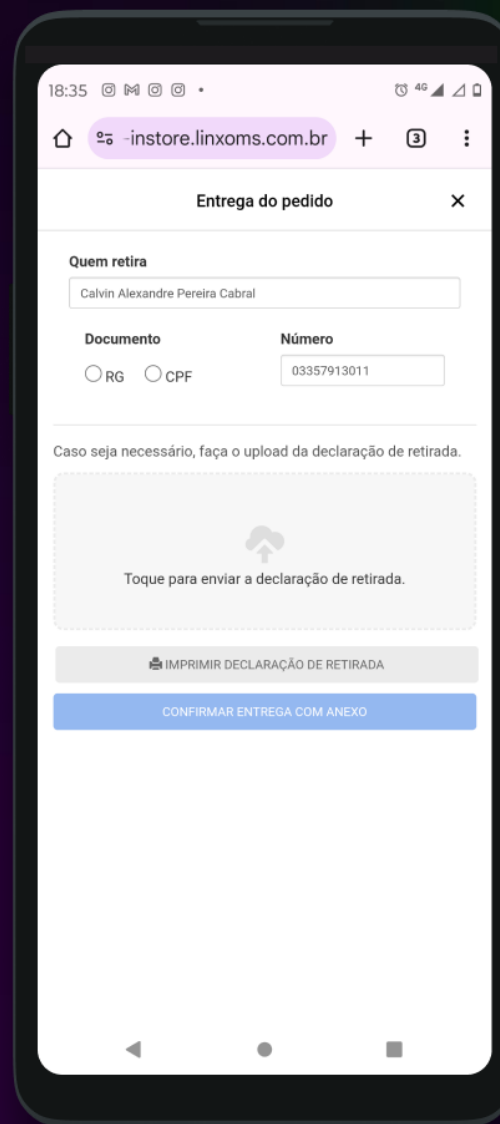 18:35
4G
-instore.linxoms.com.br
3
Entrega do pedido
Quem retira
Calvin Alexandre Pereira Cabral
Documento Número
RG CPF 03357913011
Caso seja necessário, faça o upload da declaração de retirada.
Toque para enviar a declaração de retirada.
IMPRIMIR DECLARAÇÃO DE RETIRADA
CONFIRMAR ENTREGA COM ANEXO